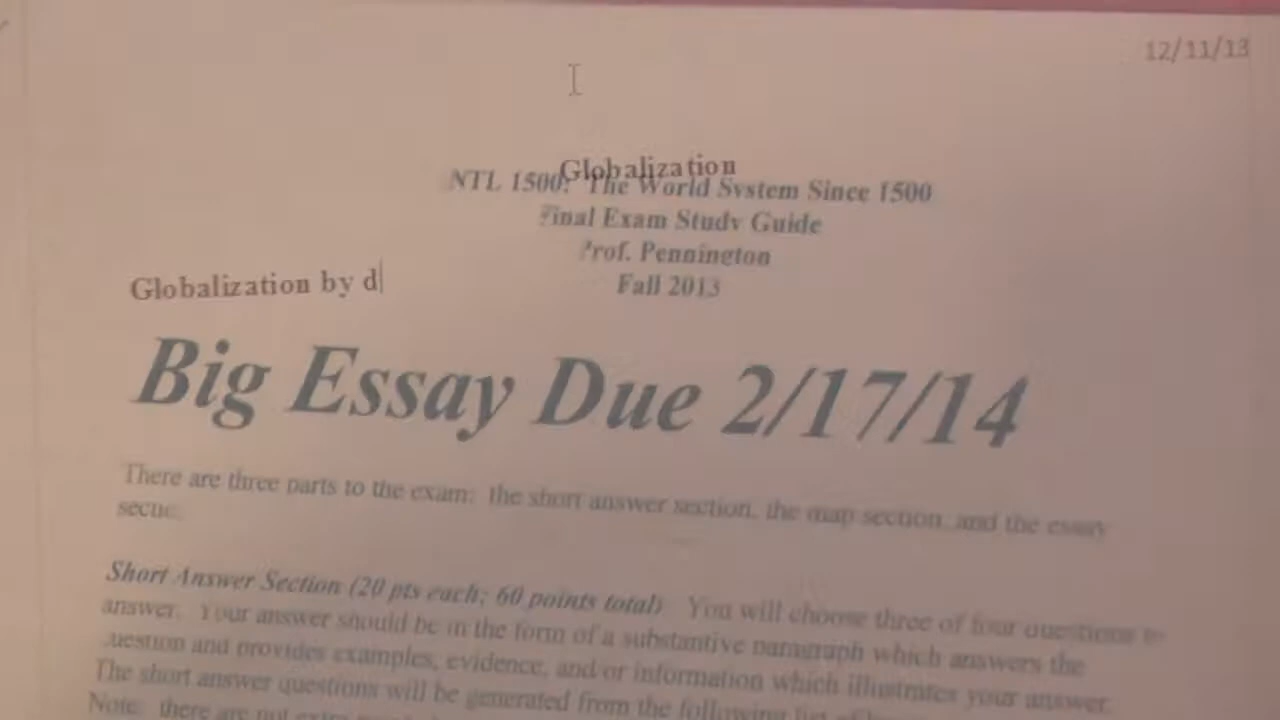 12/11/13
Globalization
NTL 1500: The World System Since 1500
Final Exam Study Guide
Prof. Pennington
Fall 2013
Globalization by d
Big Essay Due 2/17/14
There are three parts to the exam: the short answer section, the map section, and the essay
Short Answer Section (20 pts each; 60 points total) You will choose three of four questions to
answer. Your answer should be in the form of a substantive paragraph which answers the
question and provides examples, evidence, and/or information which illustrates your answer.
The short answer questions will be generated from the following list of
Note: there are not extra